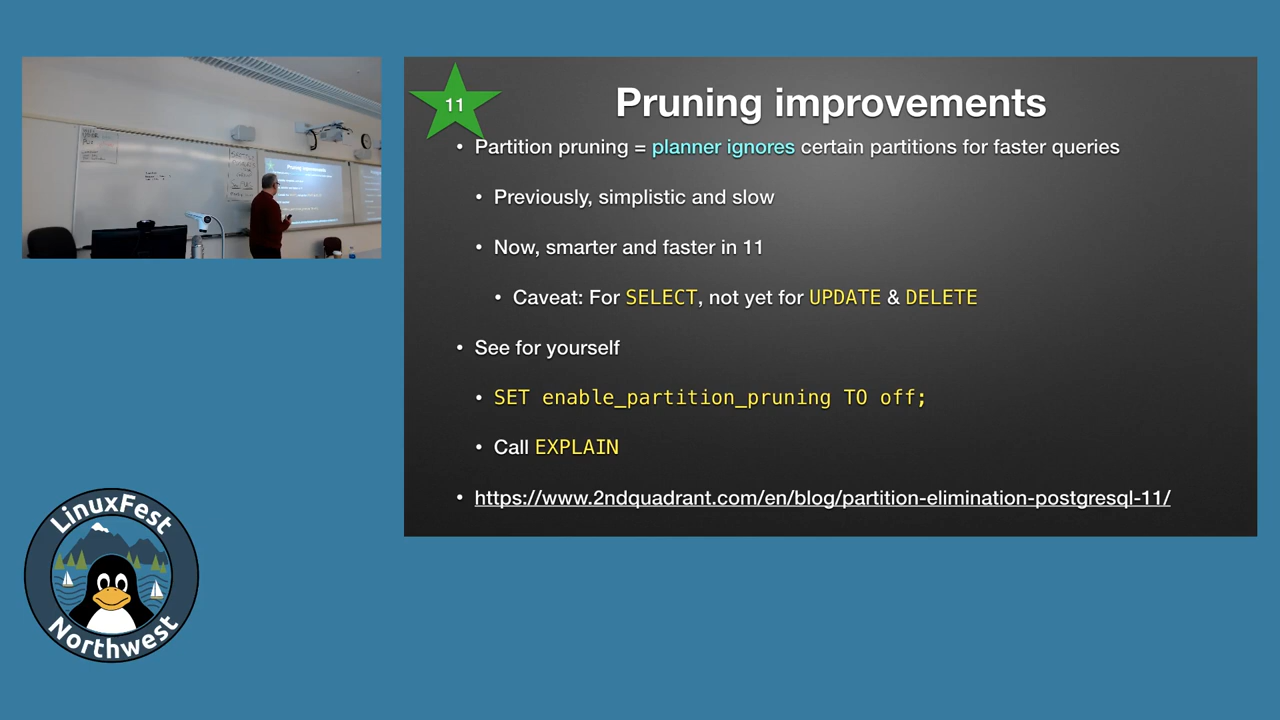 11
Pruning improvements
• Partition pruning = planner ignores certain partitions for faster queries
• Previously, simplistic and slow
• Now, smarter and faster in 11
• Caveat: For SELECT, not yet for UPDATE & DELETE
• See for yourself
• SET enable_partition_pruning TO off;
• Call EXPLAIN
• https://www.2ndquadrant.com/en/blog/partition-elimination-postgresql-11/
Pruning improvements
LinuxFest
Northwest